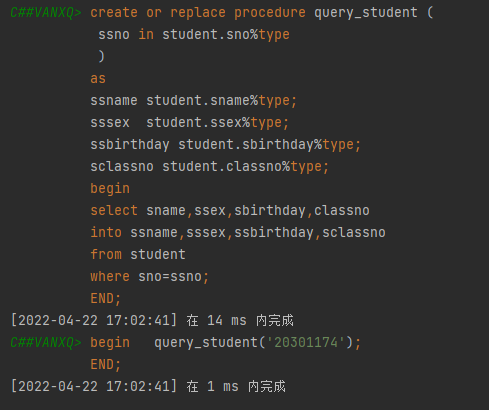 C##VANXQ> create or replace procedure query_student (
ssno in student.sno%type
)
as
ssname student.sname%type;
sssex  student.ssex%type;
ssbirthday student.sbirthday%type;
sclassno student.classno%type;
begin
select sname,ssex,sbirthday,classno
into ssname,sssex,ssbirthday,sclassno
from student
where sno=ssno;
END;
[2022-04-22 17:02:41] 在 14 ms 内完成
C##VANXQ> begin   query_student('20301174');
END;
[2022-04-22 17:02:41] 在 1 ms 内完成